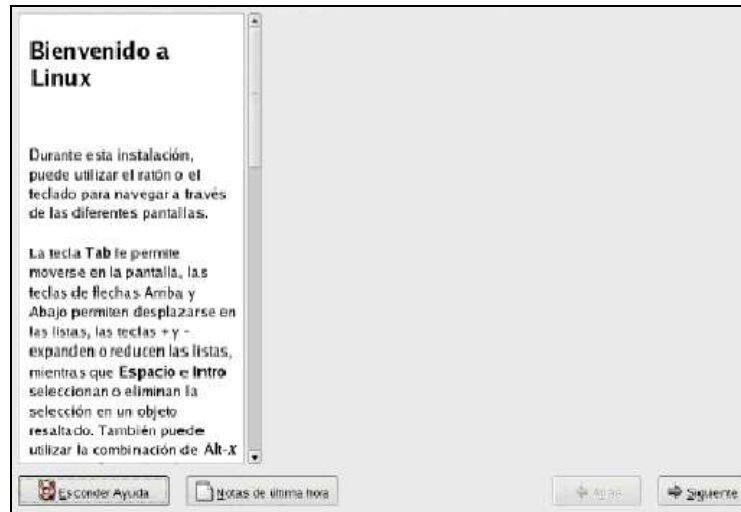 Bienvenido a
Linux
Durante esta instalación,
puede utilizar el ratón o el
teclado para navegar a través
de las diferentes pantallas.
La tecla Tab le permite
moverse en la pantalla, las
teclas de flechas Arriba y
Abajo permiten desplazarse en
las listas, las teclas + y -
expanden o reducen las listas,
mientras que Espacio e Intro
seleccionan o eliminan la
selección en un objeto
resaltado. También puede
utilizar la combinación de Alt-X
Esconder Ayuda
Notas de última hora
Atrás
Siguiente